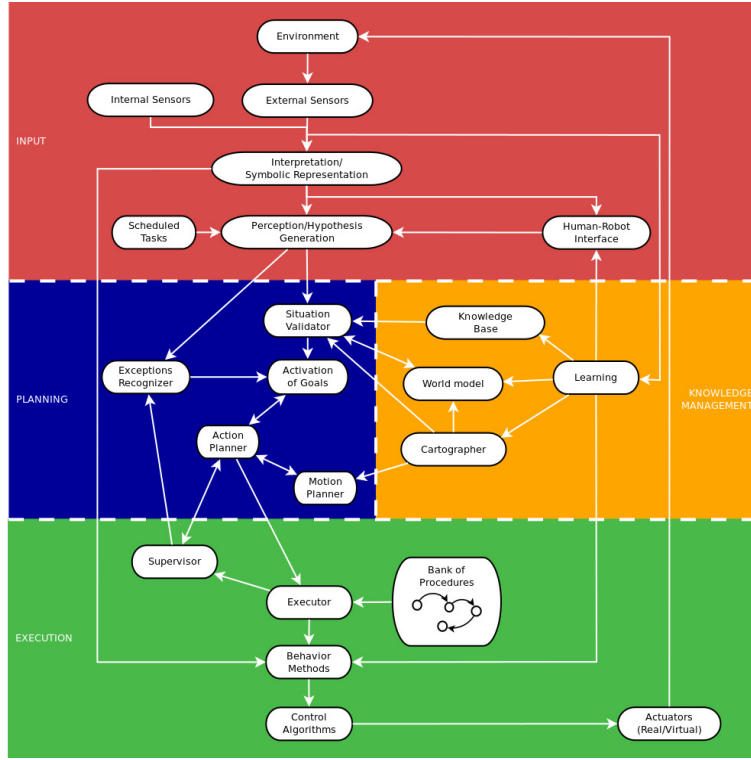 Environment
Internal Sensors
External Sensors
INPUT
Interpretation/
Symbolic Representation
Scheduled
Tasks
Perception/Hypothesis
Generation
Human-Robot
Interface
Situation
Validator
Knowledge
Base
Exceptions
Recognizer
Activation
of Goals
World model
Learning
PLANNING
KNOWLEDGE
MANAGEMENT
Action
Planner
Cartographer
Motion
Planner
Supervisor
Bank of
Procedures
Executor
EXECUTION
Behavior
Methods
Control
Algorithms
Actuators
(Real/Virtual)